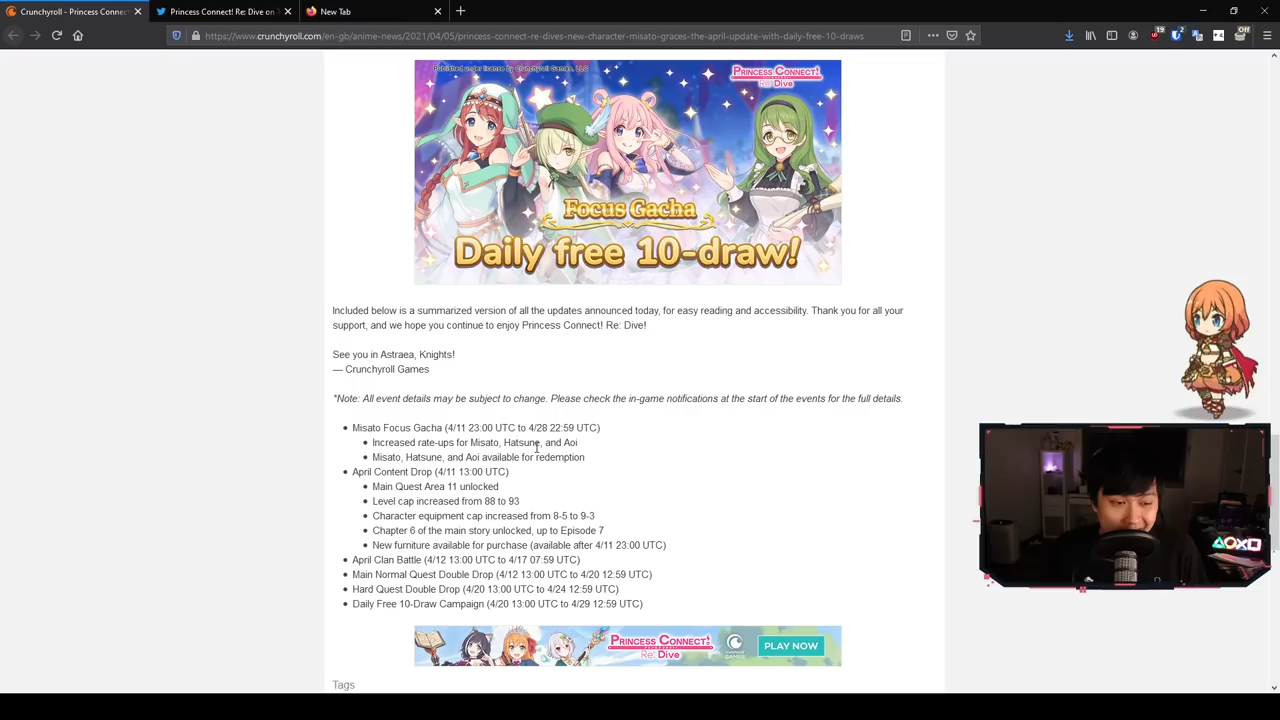 Crunchyroll - Princess Connect
Princess Connect! Re: Dive on T
New Tab
https://www.crunchyroll.com/en-gb/anime-news/2021/04/05/princess-connect-re-dives-new-character-misato-graces-the-april-update-with-daily-free-10-draws
Published under license by Crunchyroll Games, LLC
PRINCESS CONNECT!
Re: Dive
Focus Gacha
Daily free 10-draw!
Included below is a summarized version of all the updates announced today, for easy reading and accessibility. Thank you for all your
support, and we hope you continue to enjoy Princess Connect! Re: Dive!
See you in Astraea, Knights!
— Crunchyroll Games
*Note: All event details may be subject to change. Please check the in-game notifications at the start of the events for the full details.
Misato Focus Gacha (4/11 23:00 UTC to 4/28 22:59 UTC)
Increased rate-ups for Misato, Hatsune, and Aoi
Misato, Hatsune, and Aoi available for redemption
April Content Drop (4/11 13:00 UTC)
Main Quest Area 11 unlocked
Level cap increased from 88 to 93
Character equipment cap increased from 8-5 to 9-3
Chapter 6 of the main story unlocked, up to Episode 7
New furniture available for purchase (available after 4/11 23:00 UTC)
April Clan Battle (4/12 13:00 UTC to 4/17 07:59 UTC)
Main Normal Quest Double Drop (4/12 13:00 UTC to 4/20 12:59 UTC)
Hard Quest Double Drop (4/20 13:00 UTC to 4/24 12:59 UTC)
Daily Free 10-Draw Campaign (4/20 13:00 UTC to 4/29 12:59 UTC)
PRINCESS CONNECT!
Re: Dive
PLAY NOW
Tags